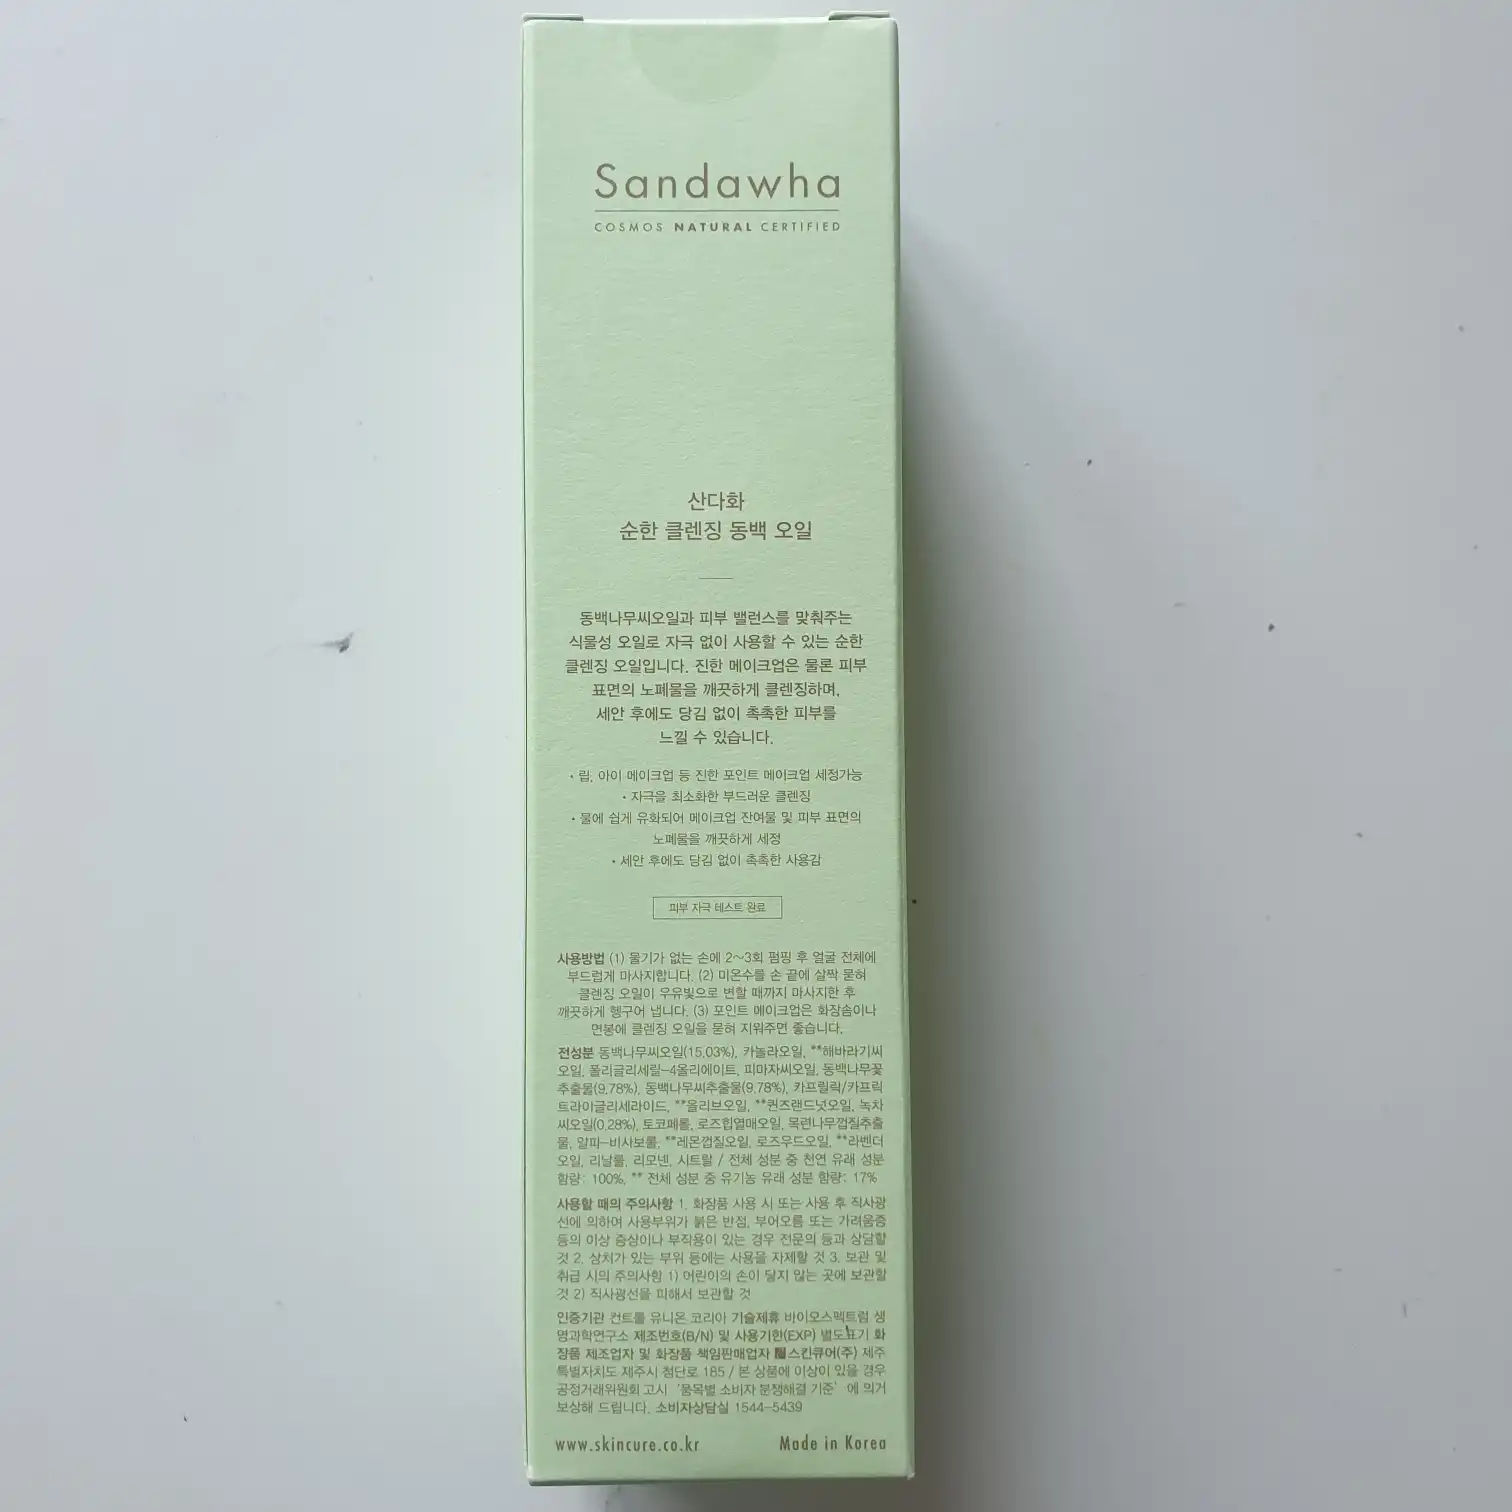 Sandawha
COSMOS NATURAL CERTIFIED
산다화
순한 클렌징 동백 오일
동백나무씨오일과 피부 밸런스를 맞춰주는
식물성 오일로 자극 없이 사용할 수 있는 순한
클렌징 오일입니다. 진한 메이크업은 물론 피부
표면의 노폐물을 깨끗하게 클렌징하며,
세안 후에도 당김 없이 촉촉한 피부를
느낄 수 있습니다.
• 립, 아이 메이크업 등 진한 포인트 메이크업 세정가능
• 자극을 최소화한 부드러운 클렌징
• 물에 쉽게 유화되어 메이크업 잔여물 및 피부 표면의
노폐물을 깨끗하게 세정
• 세안 후에도 당김 없이 촉촉한 사용감
피부 자극 테스트 완료
사용방법 (1) 물기가 없는 손에 2~3회 펌핑 후 얼굴 전체에
부드럽게 마사지합니다. (2) 미온수를 손 끝에 살짝 묻혀
클렌징 오일이 우유빛으로 변할 때까지 마사지한 후
깨끗하게 헹구어 냅니다. (3) 포인트 메이크업은 화장솜이나
면봉에 클렌징 오일을 묻혀 지워주면 좋습니다.
전성분 동백나무씨오일(15.03%), 카놀라오일, **해바라기씨
오일, 폴리글리세릴-4올리에이트, 피마자씨오일, 동백나무꽃
추출물(9.78%), 동백나무씨추출물(9.78%), 카프릴릭/카프릭
트라이글리세라이드, **올리브오일, **퀸즈랜드넛오일, 녹차
씨오일(0.28%), 토코페롤, 로즈힙열매오일, 목련나무껍질추출
물, 알파-비사보롤, **레몬껍질오일, 로즈우드오일, **라벤더
오일, 리날룰, 리모넨, 시트랄 / 전체 성분 중 천연 유래 성분
함량: 100%, ** 전체 성분 중 유기농 유래 성분 함량: 17%
사용할 때의 주의사항 1. 화장품 사용 시 또는 사용 후 직사광
선에 의하여 사용부위가 붉은 반점, 부어오름 또는 가려움증
등의 이상 증상이나 부작용이 있는 경우 전문의 등과 상담할
것 2. 상처가 있는 부위 등에는 사용을 자제할 것 3. 보관 및
취급 시의 주의사항 1) 어린이의 손이 닿지 않는 곳에 보관할
것 2) 직사광선을 피해서 보관할 것
인증기관 컨트롤 유니온 코리아 기술제휴 바이오스펙트럼 생
명과학연구소 제조번호(B/N) 및 사용기한(EXP) 별도표기 화
장품 제조업자 및 화장품 책임판매업자 스킨큐어(주) 제주
특별자치도 제주시 첨단로 185 / 본 상품에 이상이 있을 경우
공정거래위원회 고시 '품목별 소비자 분쟁해결 기준' 에 의거
보상해 드립니다. 소비자상담실 1544-5439
www.skincure.co.kr Made in Korea